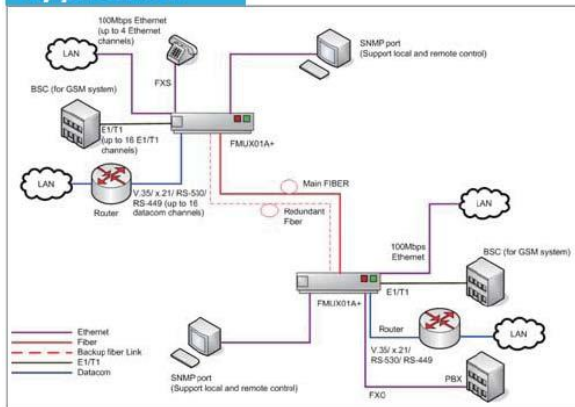 100Mbps Ethernet
(up to 4 Ethernet
channels)
LAN
FXS
SNMP port
(Support local and remote control)
BSC (for GSM system)
E1/T1
(up to 16 E1/T1
channels)
FMUX01A+
LAN
Router
V.35/ x.21/ RS-530/
RS-449 (up to 16
datacom channels)
Main FIBER
Redundant
Fiber
LAN
100Mbps
Ethernet
BSC (for GSM system)
E1/T1
FMUX01A+
Router
LAN
V.35/ x.21/
RS-530/ RS-449
PBX
FXO
SNMP port
(Support local and remote control)
Ethernet
Fiber
Backup fiber Link
E1/T1
Datacom